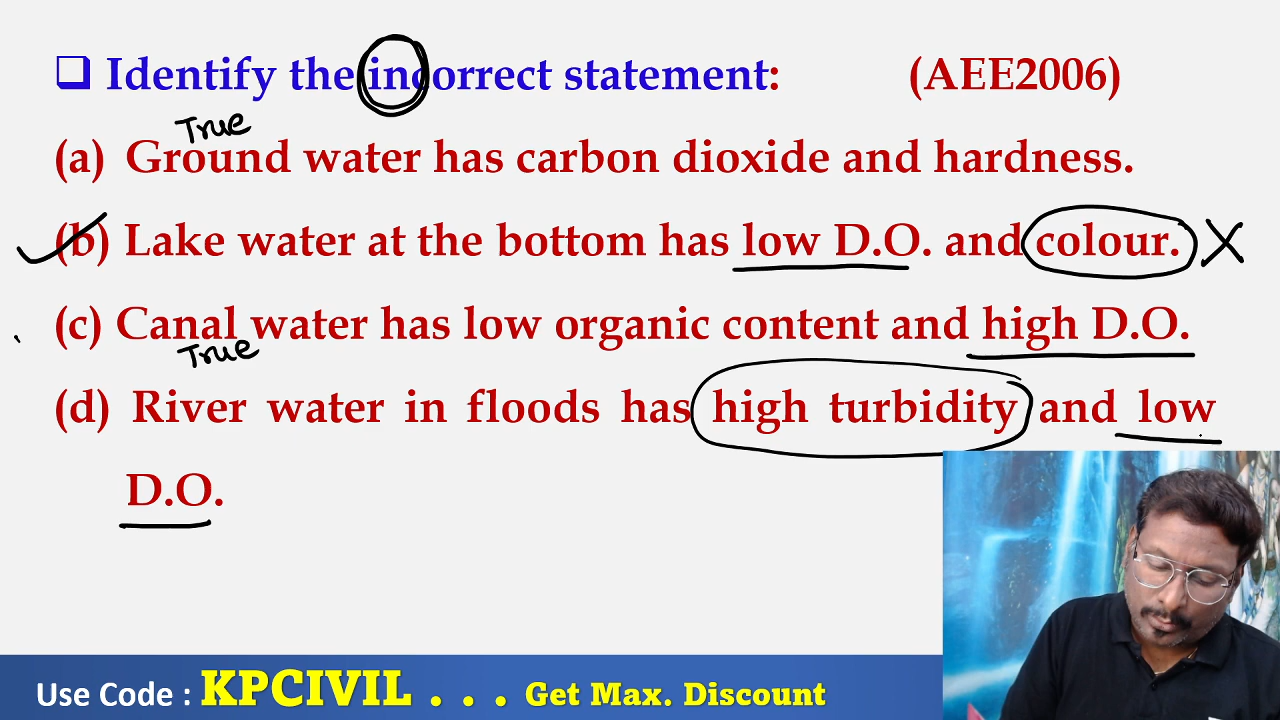 ❑ Identify the incorrect statement: (AEE2006)
True
(a) Ground water has carbon dioxide and hardness.
(b) Lake water at the bottom has low D.O. and colour. X
(c) Canal water has low organic content and high D.O.
True
(d) River water in floods has high turbidity and low
D.O.
Use Code : KPCIVIL . . . Get Max. Discount